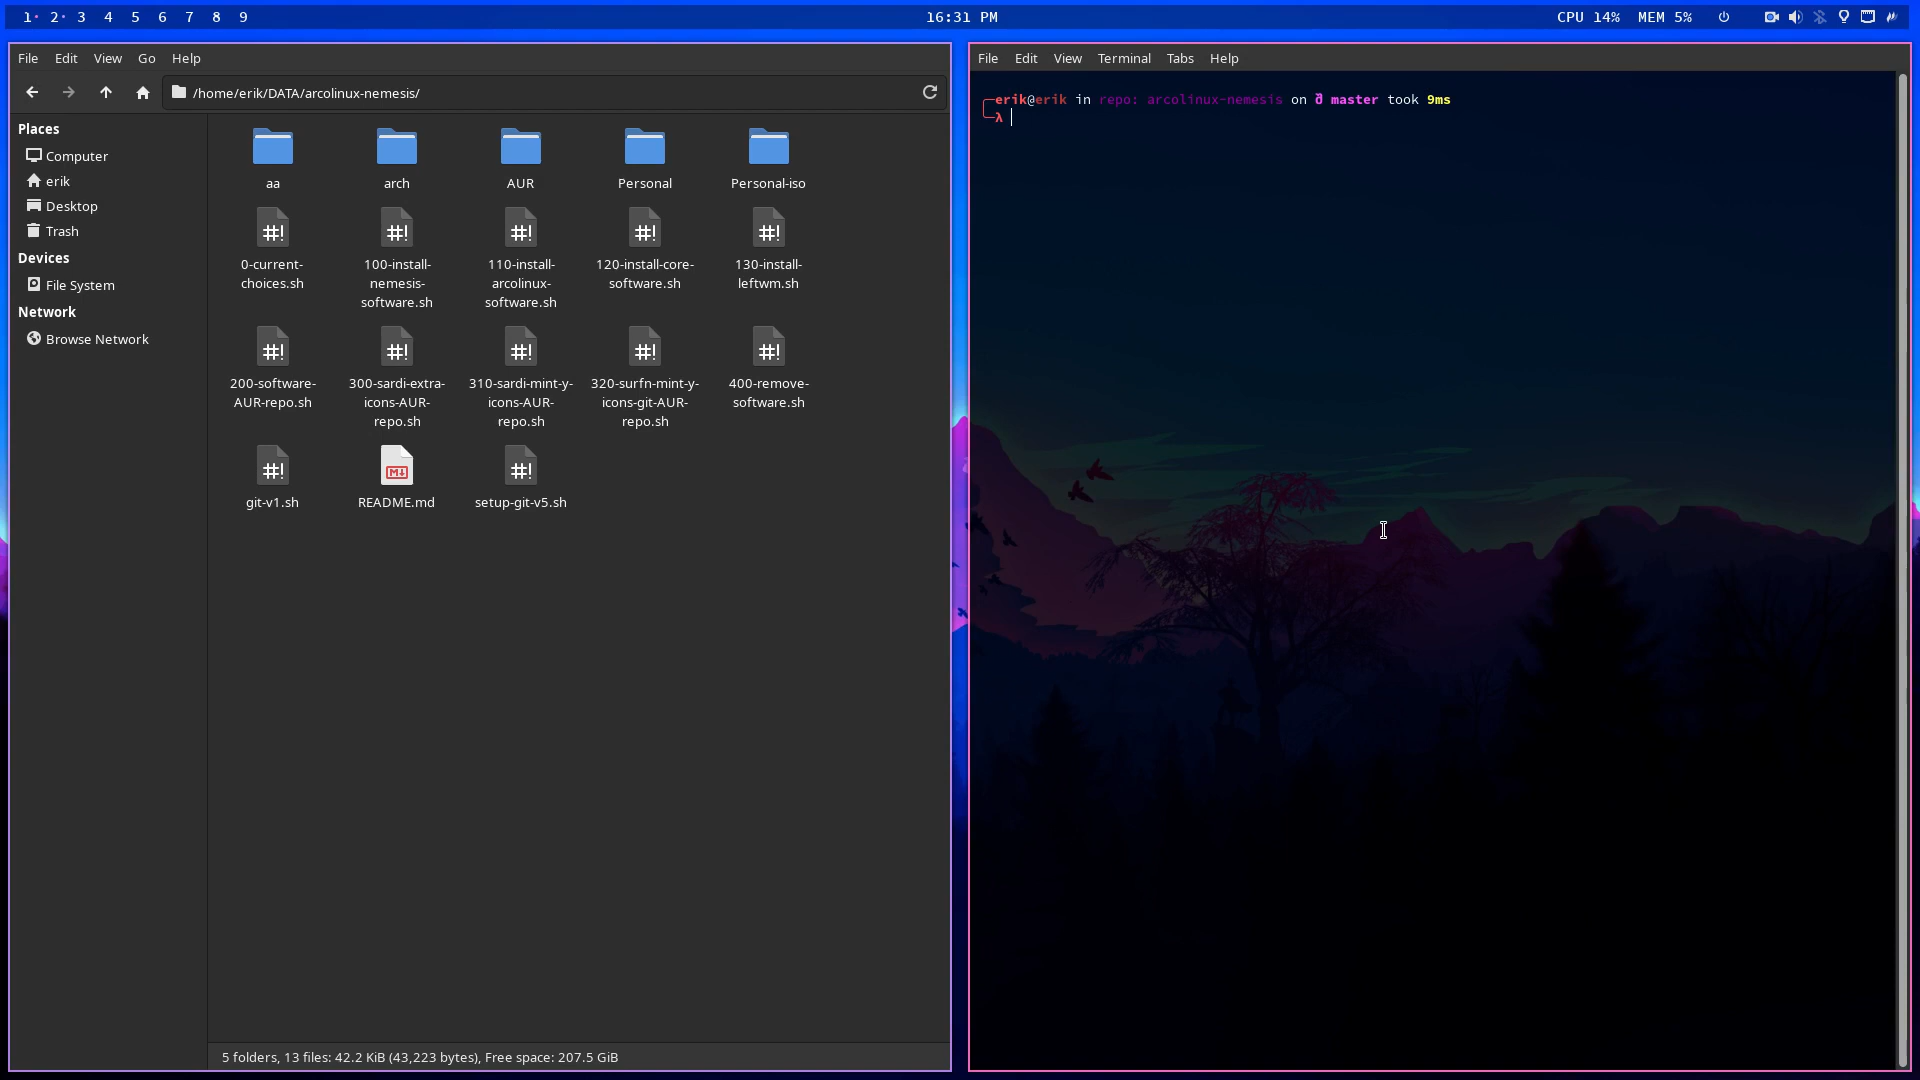 1 2 3 4 5 6 7 8 9
16:31 PM
CPU 14% MEM 5%
File Edit View Go Help
/home/erik/DATA/arcolinux-nemesis/
Places
Computer
erik
Desktop
Trash
Devices
File System
Network
Browse Network
aa
arch
AUR
Personal
Personal-iso
0-current-
choices.sh
100-install-
nemesis-
software.sh
110-install-
arcolinux-
software.sh
120-install-core-
software.sh
130-install-
leftwm.sh
200-software-
AUR-repo.sh
300-sardi-extra-
icons-AUR-
repo.sh
310-sardi-mint-y-
icons-AUR-
repo.sh
320-surfn-mint-y-
icons-git-AUR-
repo.sh
400-remove-
software.sh
git-v1.sh
README.md
setup-git-v5.sh
5 folders, 13 files: 42.2 KiB (43,223 bytes), Free space: 207.5 GiB
File Edit View Terminal Tabs Help
erik@erik in repo: arcolinux-nemesis on master took 9ms
λ